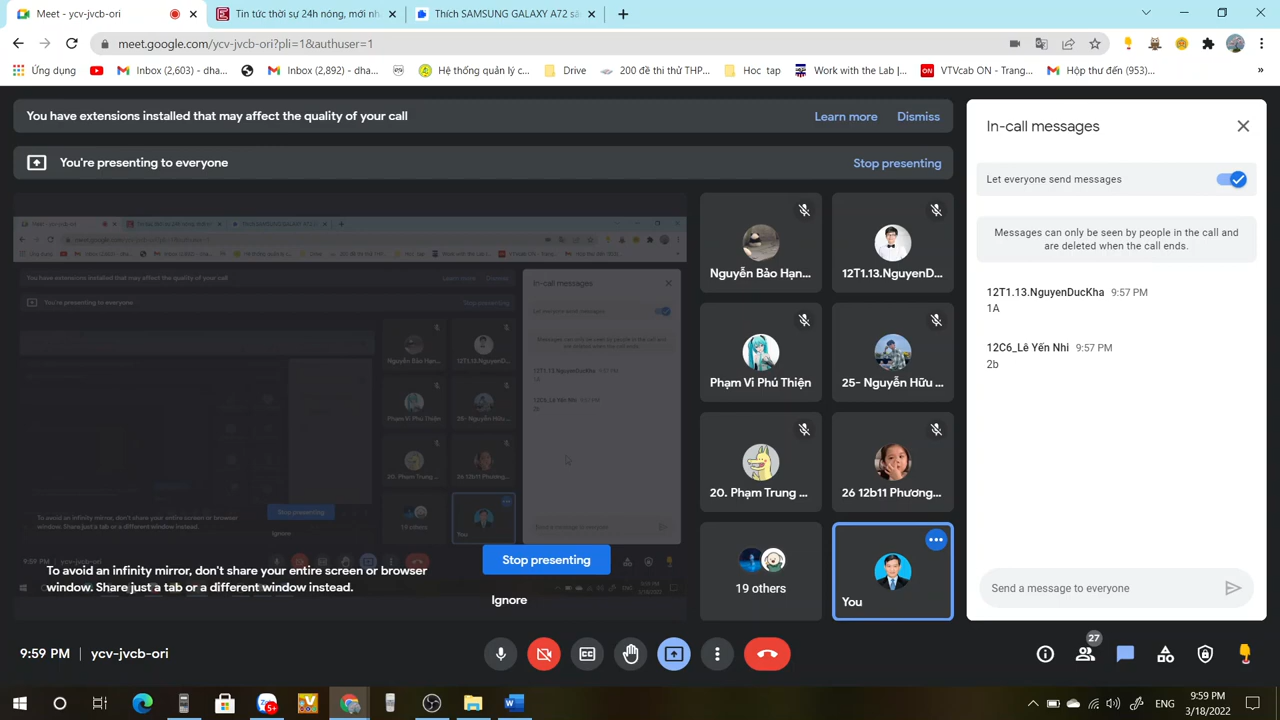 Meet - ycv-jvcb-ori
Tin tức thời sự 24h nóng, mới nh
Thích SAMSUNG GALAXY A72 sả
meet.google.com/ycv-jvcb-ori?pli=1&authuser=1
Ứng dụng
Inbox (2,603) - dha...
Inbox (2,892) - dha...
Hệ thống quản lý c...
Drive
200 đề thi thử THP...
Hoc tap
Work with the Lab |...
VTVcab ON - Trang...
Hộp thư đến (953)...
»
You have extensions installed that may affect the quality of your call
Learn more
Dismiss
You're presenting to everyone
Stop presenting
Nguyễn Bảo Hạn...
12T1.13.NguyenD...
Phạm Vi Phú Thiện
25- Nguyễn Hữu ...
20. Phạm Trung ...
26 12b11 Phương...
19 others
You
To avoid an infinity mirror, don't share your entire screen or browser
window. Share just a tab or a different window instead.
Stop presenting
Ignore
In-call messages
Let everyone send messages
Messages can only be seen by people in the call and
are deleted when the call ends.
12T1.13.NguyenDucKha 9:57 PM
1A
12C6_Lê Yến Nhi 9:57 PM
2b
Send a message to everyone
9:59 PM | ycv-jvcb-ori
27
5+
ENG
9:59 PM
3/18/2022